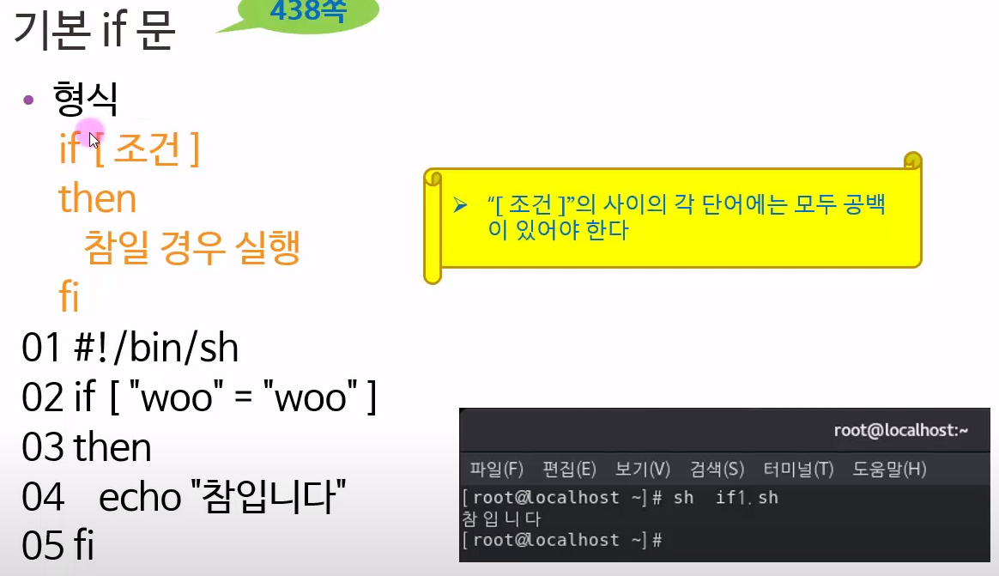 기본 if 문
438쪽
• 형식
if [ 조건 ]
then
참일 경우 실행
fi
➢ “[ 조건 ]”의 사이의 각 단어에는 모두 공백
이 있어야 한다
01 #!/bin/sh
02 if [ "woo" = "woo" ]
03 then
04 echo "참입니다"
05 fi
root@localhost:~
파일(F) 편집(E) 보기(V) 검색(S) 터미널(T) 도움말(H)
[root@localhost ~]# sh if1.sh
참입니다
[root@localhost ~]#